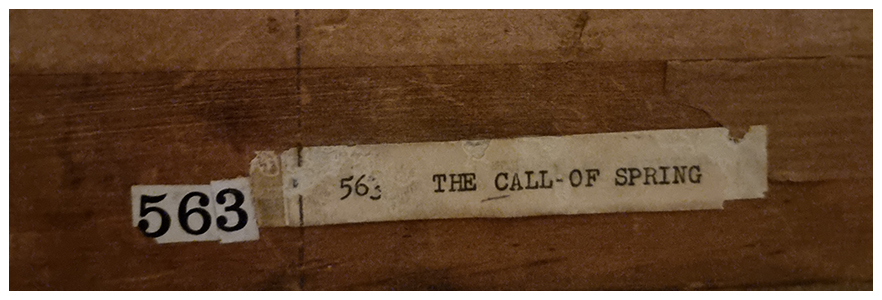 563 563 THE CALL-OF SPRING